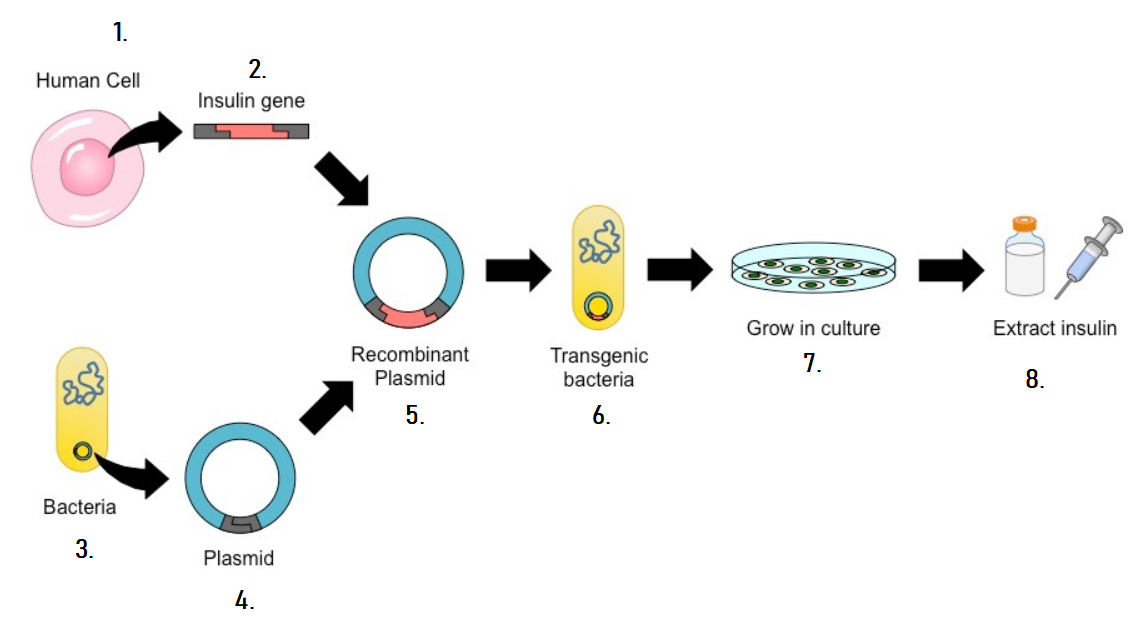 1.
Human Cell
2.
Insulin gene
Bacteria
3.
Plasmid
4.
Recombinant
Plasmid
5.
Transgenic
bacteria
6.
Grow in culture
7.
Extract insulin
8.